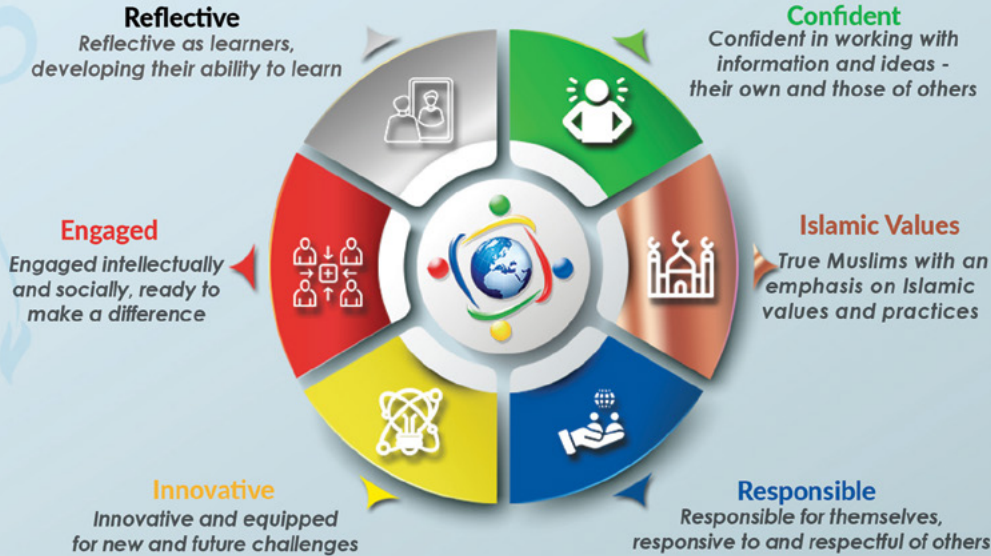 Reflective
Reflective as learners,
developing their ability to learn
Confident
Confident in working with
information and ideas -
their own and those of others
Engaged
Engaged intellectually
and socially, ready to
make a difference
Islamic Values
True Muslims with an
emphasis on Islamic
values and practices
Innovative
Innovative and equipped
for new and future challenges
Responsible
Responsible for themselves,
responsive to and respectful of others